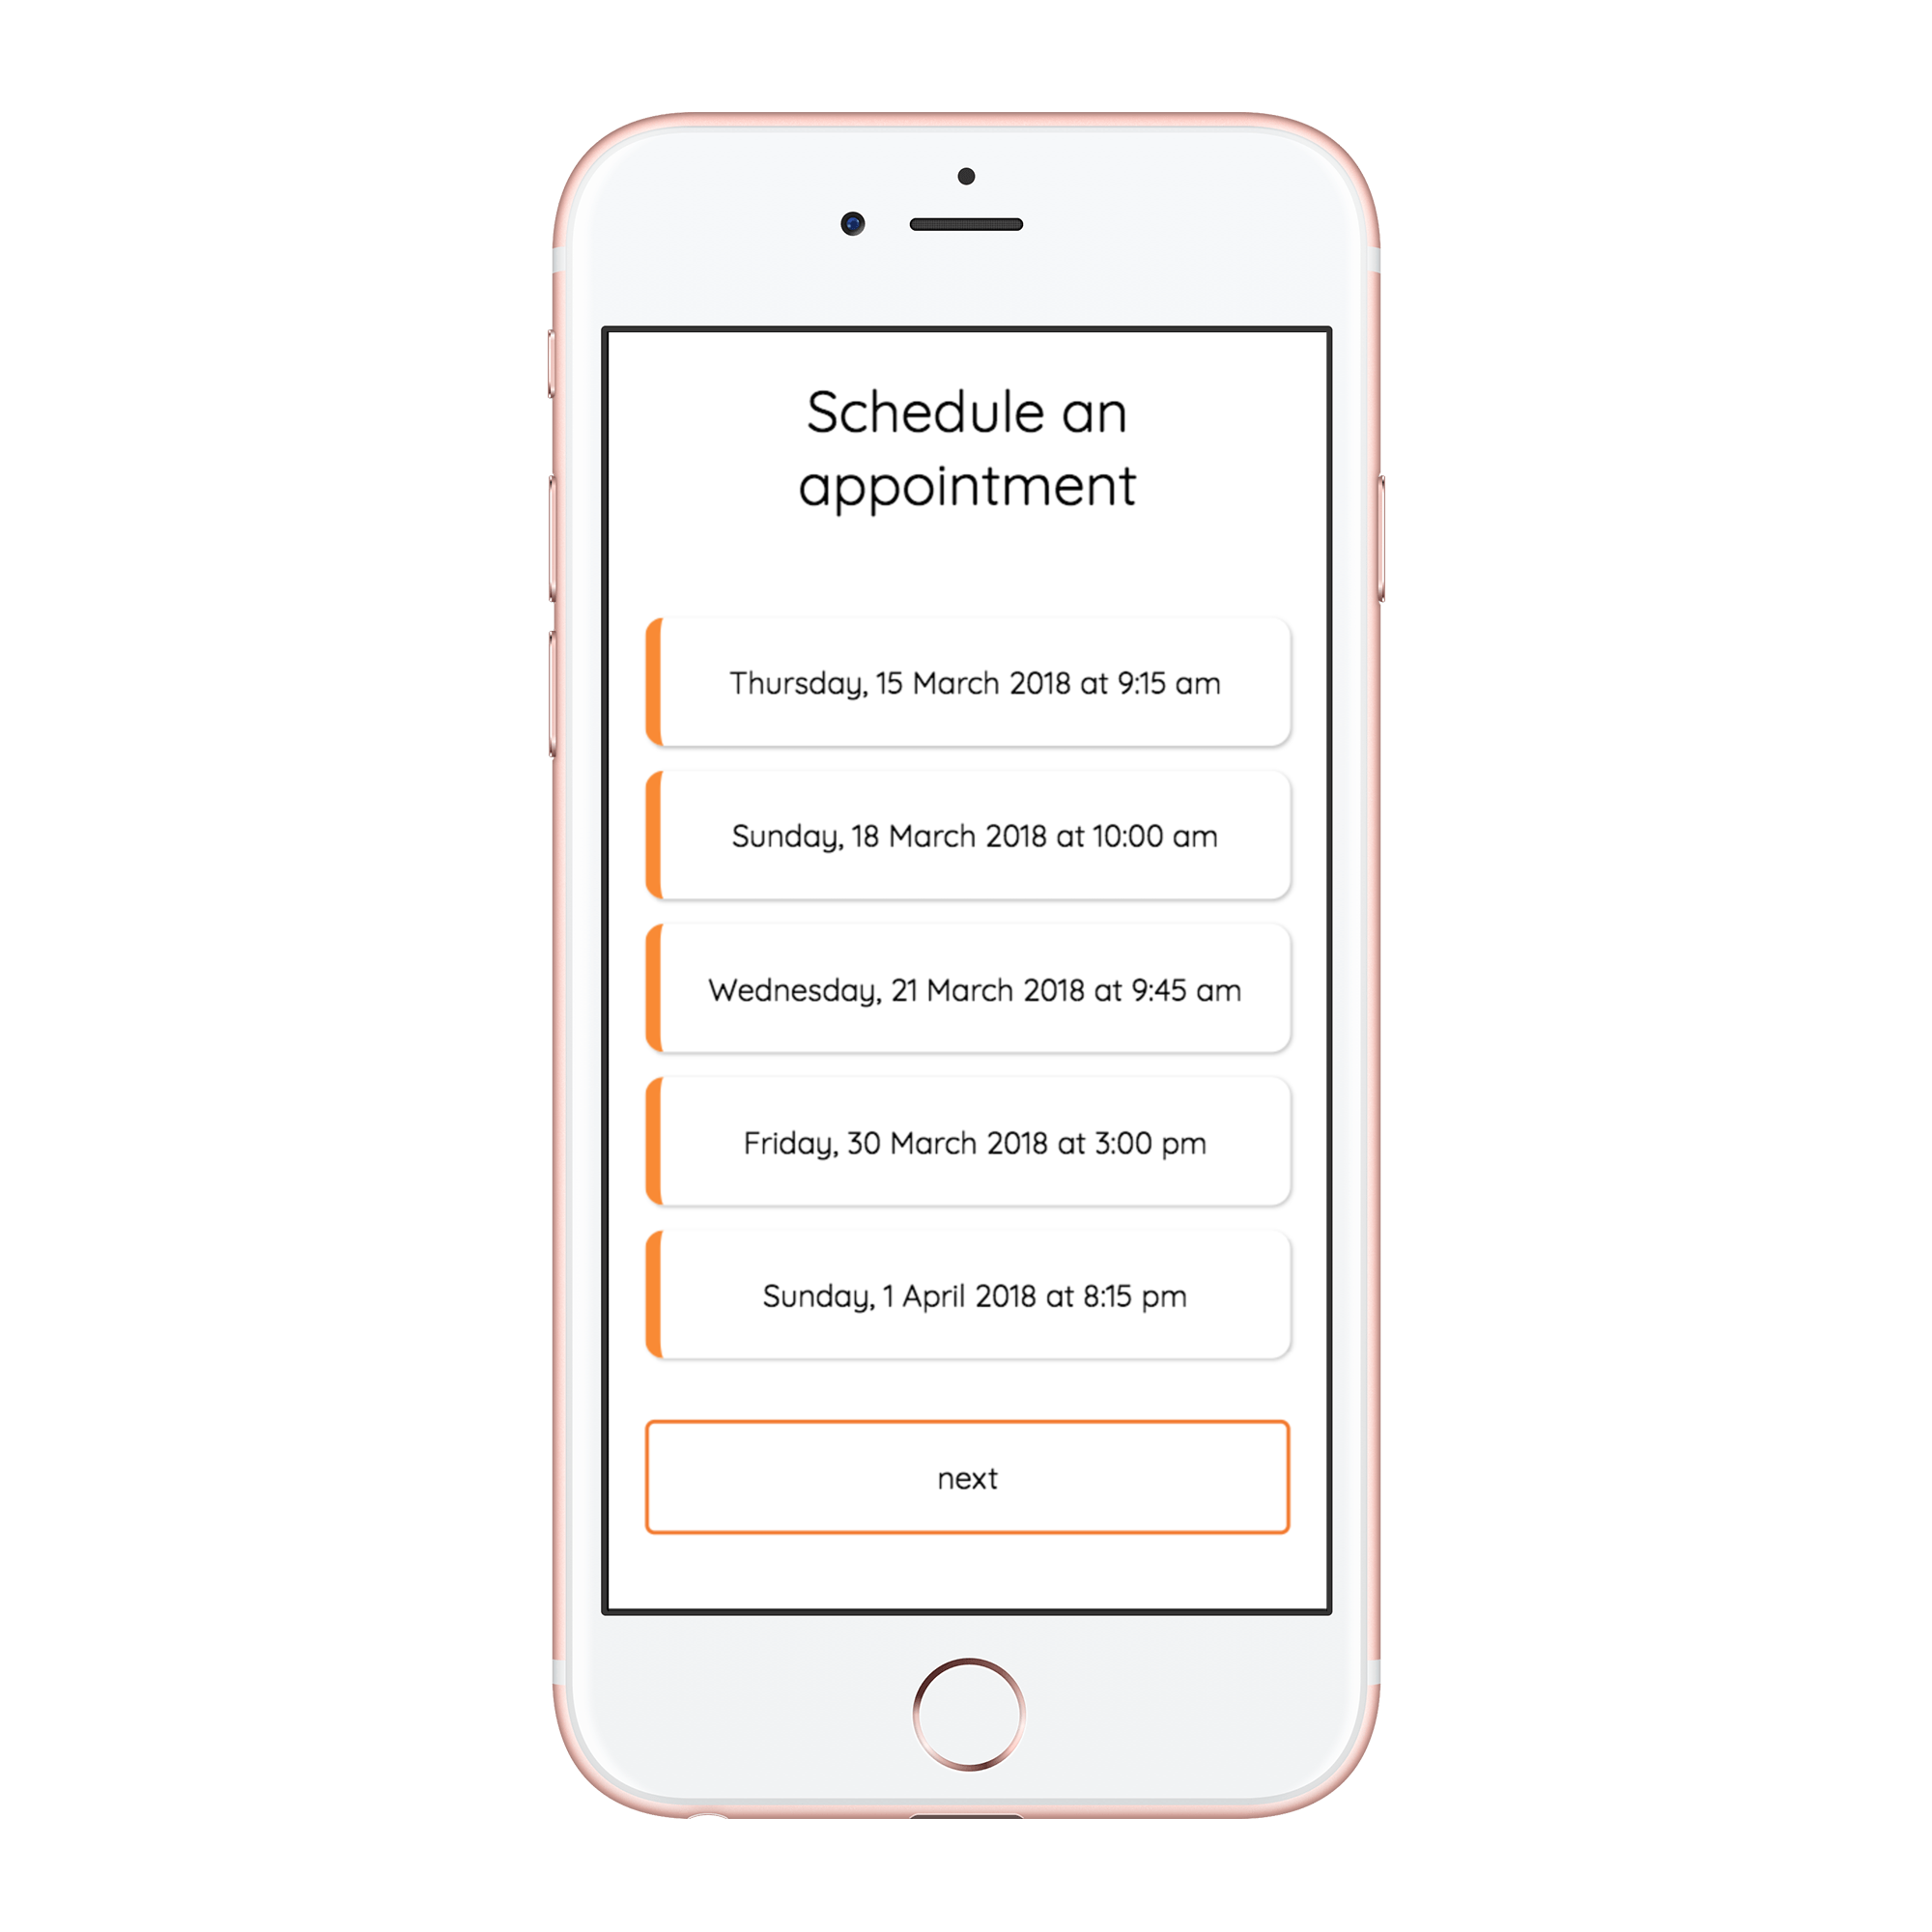 Schedule an
appointment
Thursday, 15 March 2018 at 9:15 am
Sunday, 18 March 2018 at 10:00 am
Wednesday, 21 March 2018 at 9:45 am
Friday, 30 March 2018 at 3:00 pm
Sunday, 1 April 2018 at 8:15 pm
next